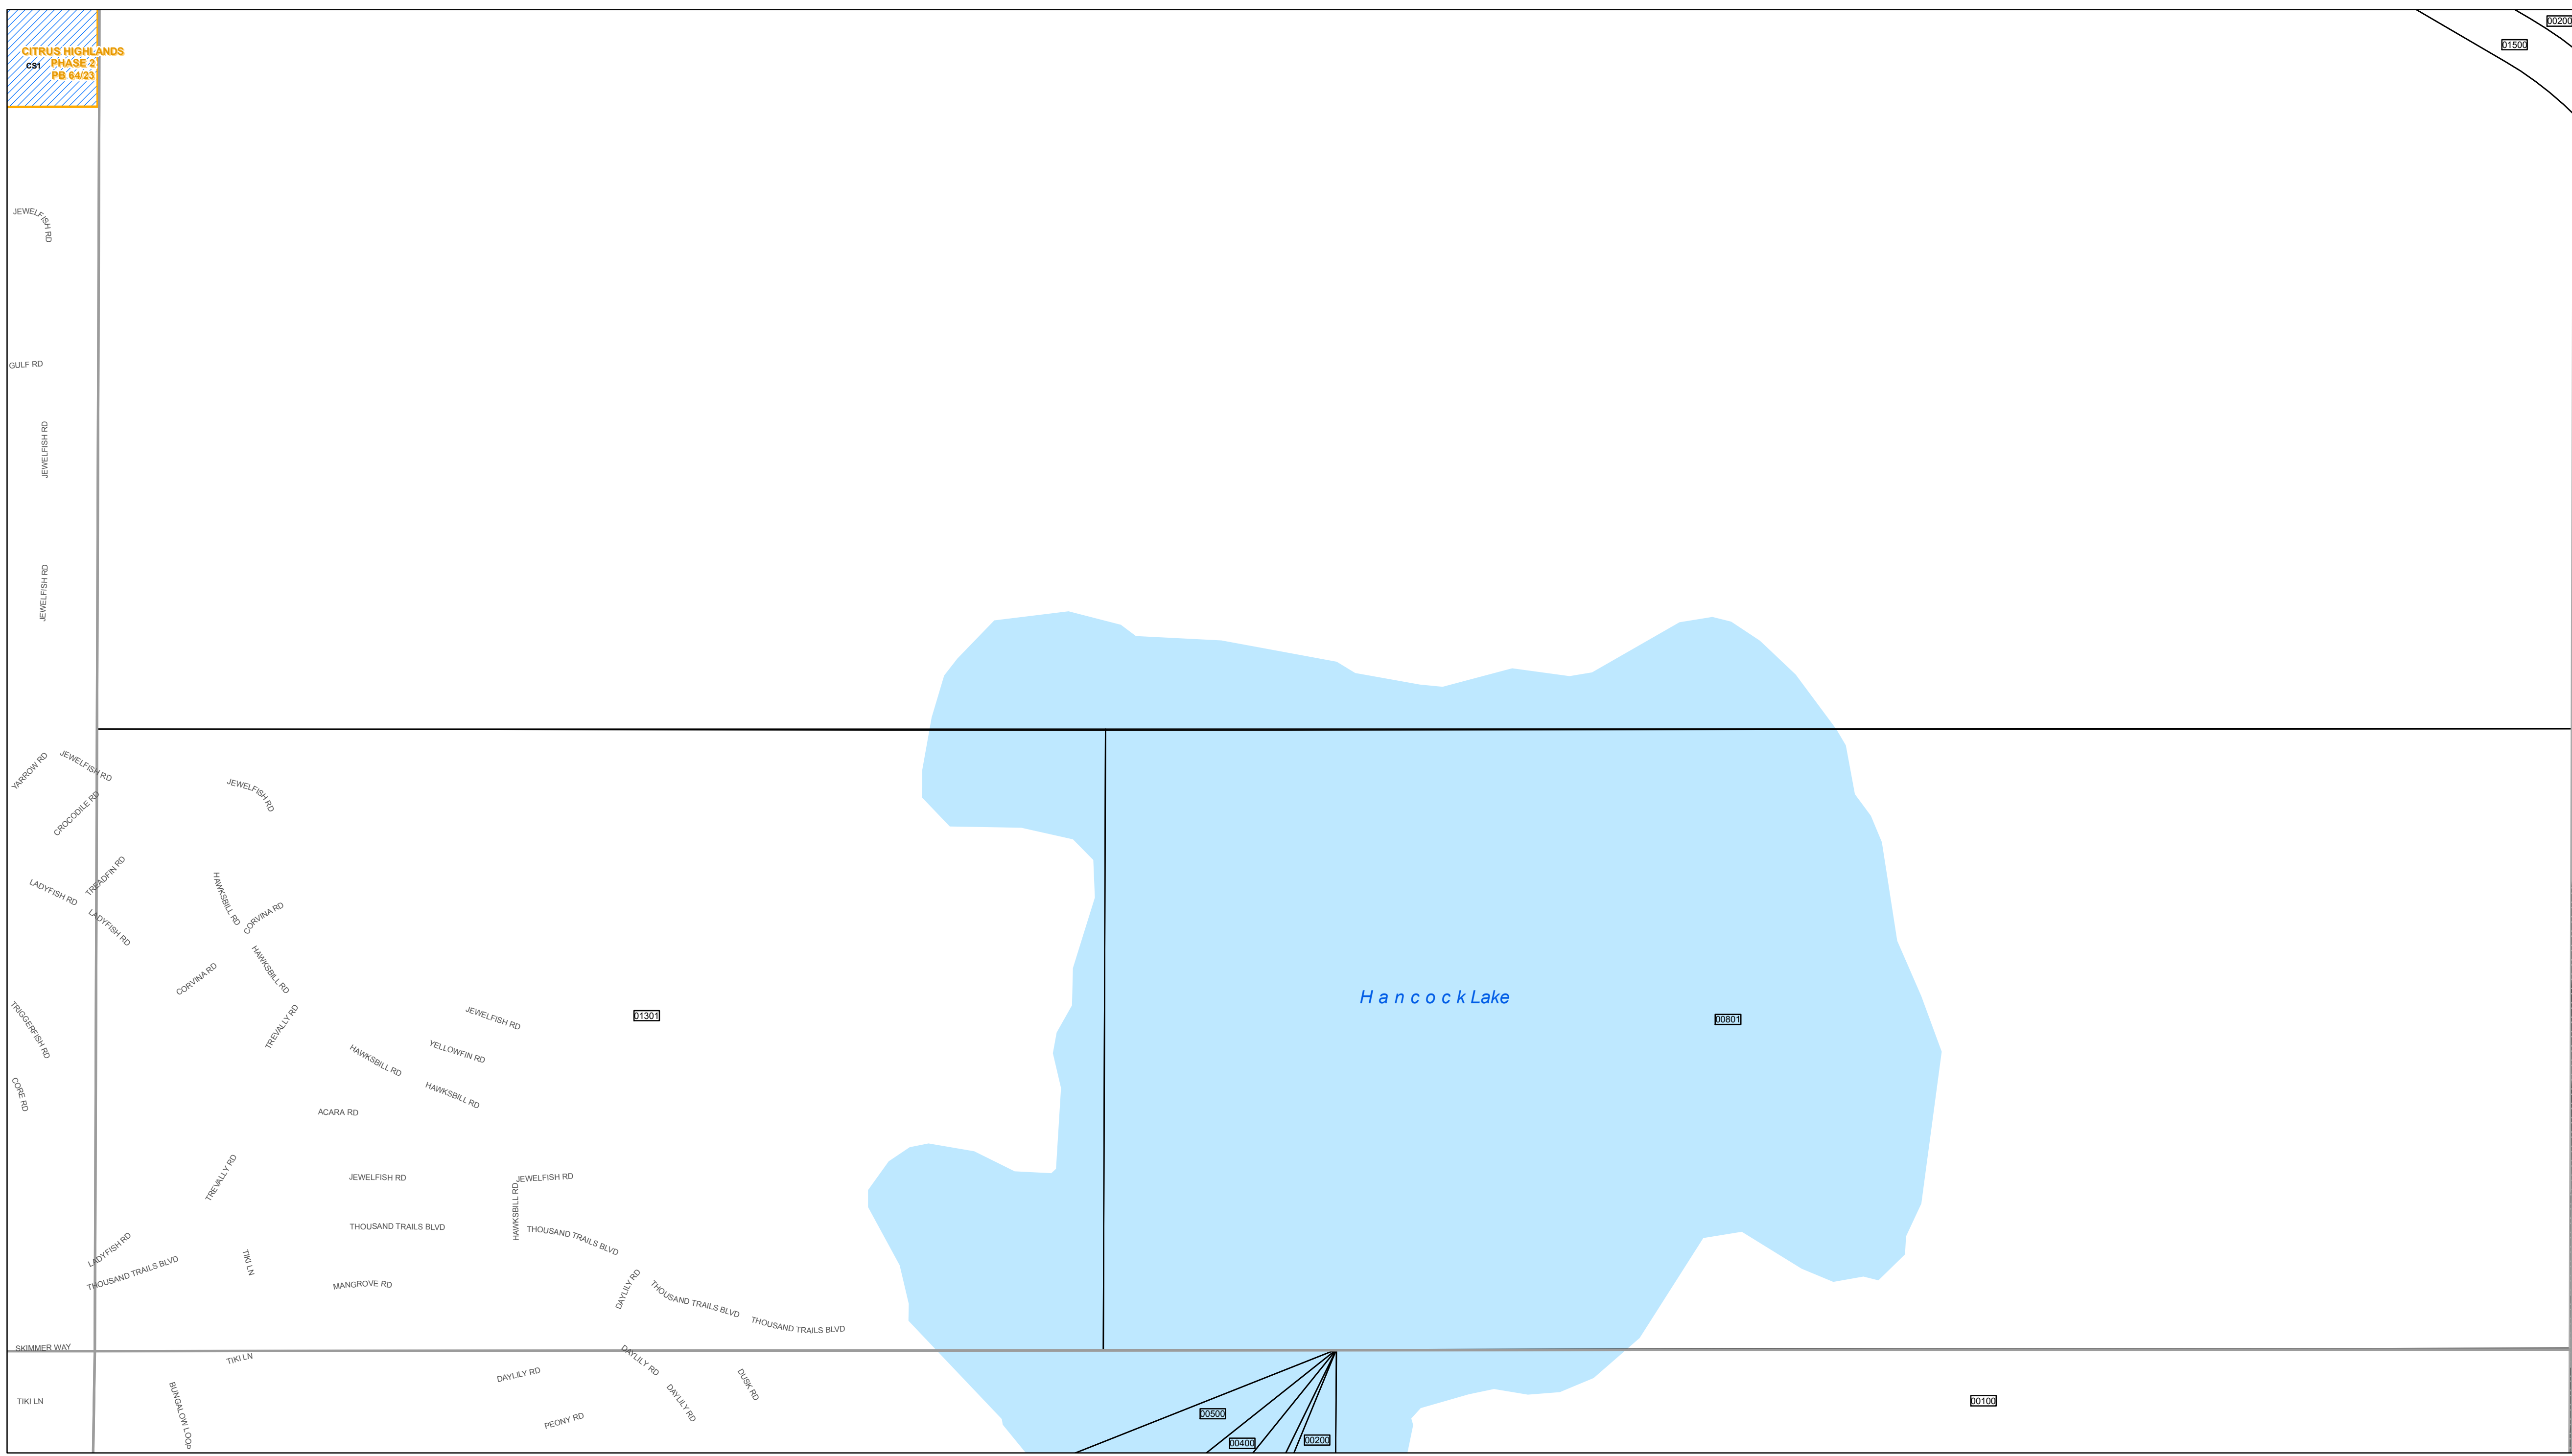 00200
01500
CITRUS HIGHLANDS
PHASE 2
CS1
PB 64/23
JEWELFISH RD
GULF RD
JEWELFISH RD
JEWELFISH RD
YARROW RD
JEWELFISH RD
CROCODILE RD
JEWELFISH RD
TREADFIN RD
LADYFISH RD
LADYFISH RD
HAWKSBILL RD
CORVINA RD
HAWKSBILL RD
CORVINA RD
Hancock Lake
TRIGGERFISH RD
TREVALLY RD
JEWELFISH RD
01301
00801
HAWKSBILL RD
YELLOWFIN RD
HAWKSBILL RD
CORE RD
ACARA RD
TREVALLY RD
JEWELFISH RD
JEWELFISH RD
HAWKSBILL RD
THOUSAND TRAILS BLVD
THOUSAND TRAILS BLVD
LADYFISH RD
THOUSAND TRAILS BLVD
TIKI LN
MANGROVE RD
DAYLILY RD
THOUSAND TRAILS BLVD
THOUSAND TRAILS BLVD
SKIMMER WAY
TIKI LN
DAYLILY RD
DAYLILY RD
DUSK RD
TIKI LN
BUNGALOW LOOP
DAYLILY RD
PEONY RD
00500
00400
00200
00100